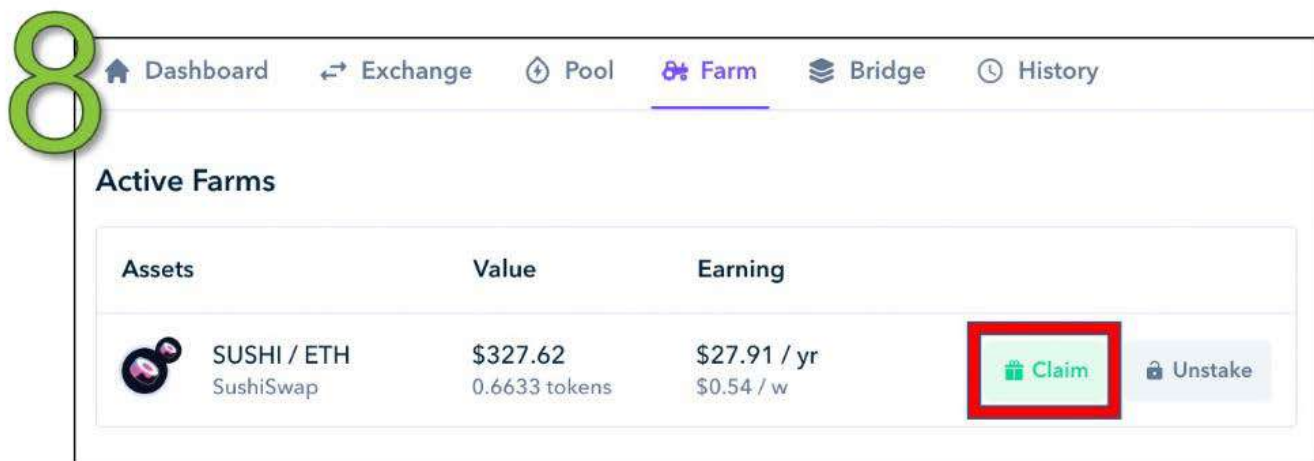 8
Dashboard Exchange Pool Farm Bridge History
Active Farms
Assets Value Earning
SUSHI / ETH $327.62 $27.91 / yr Claim Unstake
SushiSwap 0.6633 tokens $0.54 / w